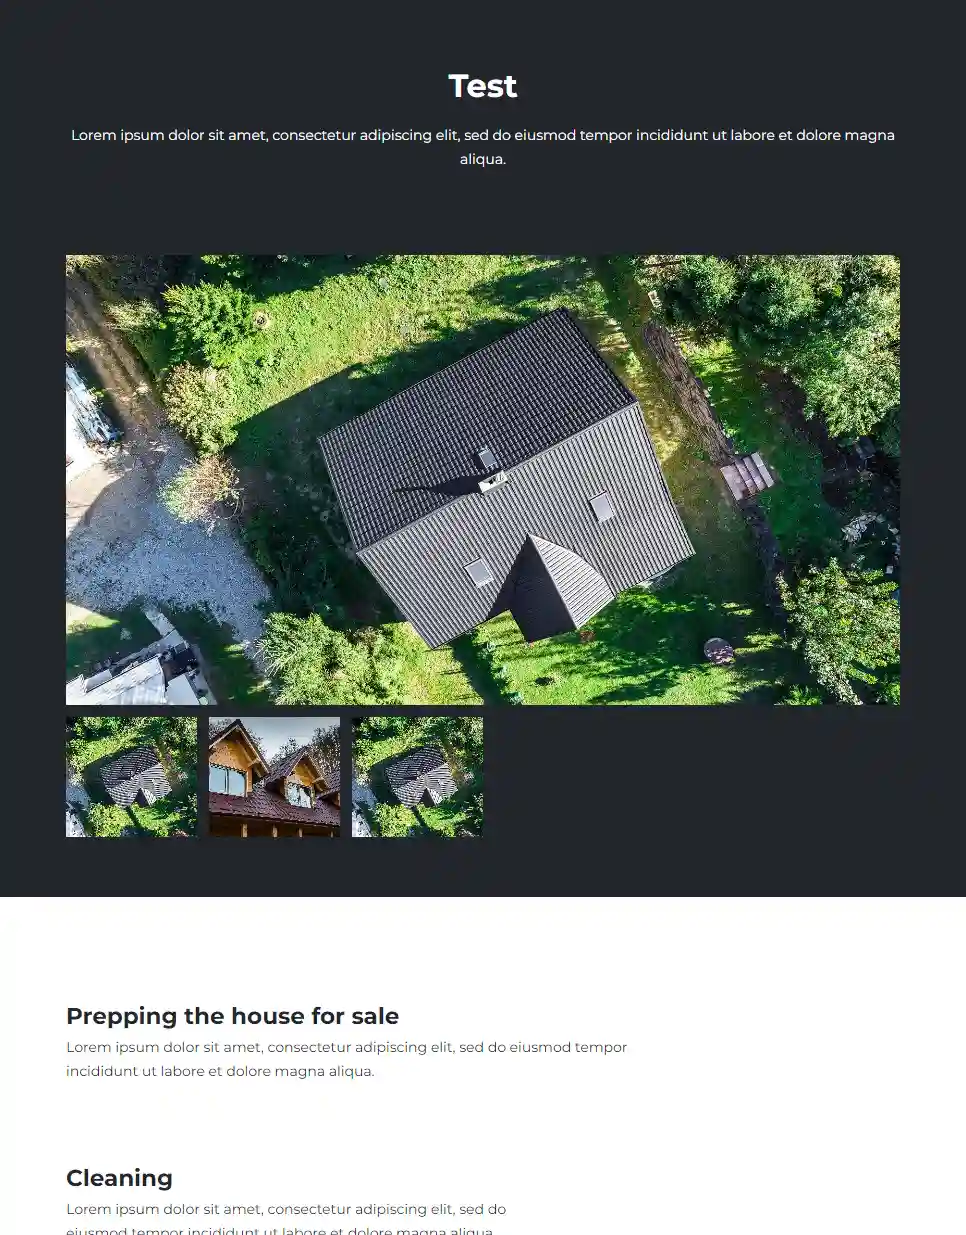 Test
Lorem ipsum dolor sit amet, consectetur adipiscing elit, sed do eiusmod tempor incididunt ut labore et dolore magna
aliqua.
Prepping the house for sale
Lorem ipsum dolor sit amet, consectetur adipiscing elit, sed do eiusmod tempor
incididunt ut labore et dolore magna aliqua.
Cleaning
Lorem ipsum dolor sit amet, consectetur adipiscing elit, sed do
eiusmod tempor incididunt ut labore et dolore magna aliqua.